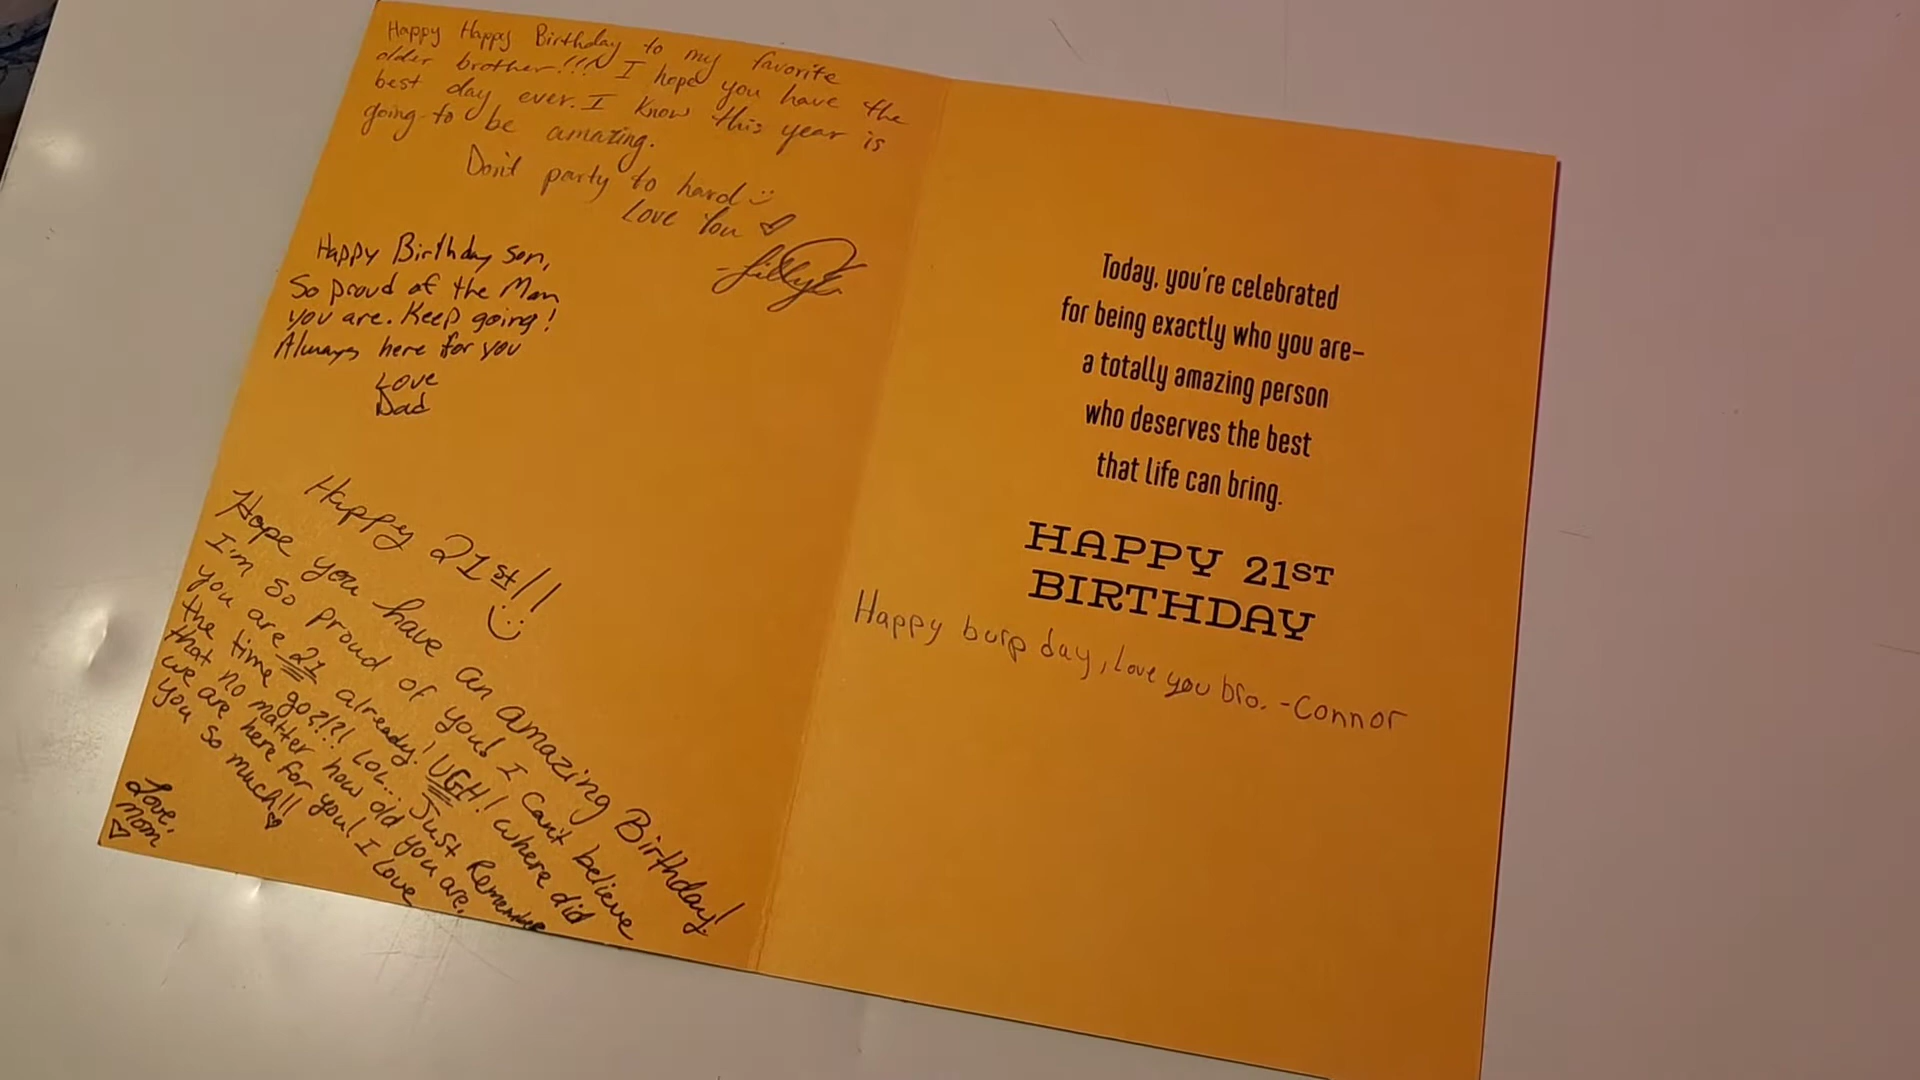 Happy Happy Birthday to my favorite
older brother!!! I hope you have the
best day ever. I know this year is
going to be amazing.
Don't party to hard :)
Love You ♡
-Lilly
Happy Birthday son,
So proud of the Man
you are. Keep going!
Always here for you
Love
Dad
Happy 21st!!
Hope you have an amazing Birthday!
I'm so proud of you! I can't believe
you are 21 already! UGH! Where did
the time go?!?! LOL... Just Remember
that no matter how old you are,
we are here for you! I Love
you so much!! ♡
Love,
mom
♡
Today, you're celebrated
for being exactly who you are–
a totally amazing person
who deserves the best
that life can bring.
HAPPY 21ST
BIRTHDAY
Happy burp day, Love you bro. -Connor